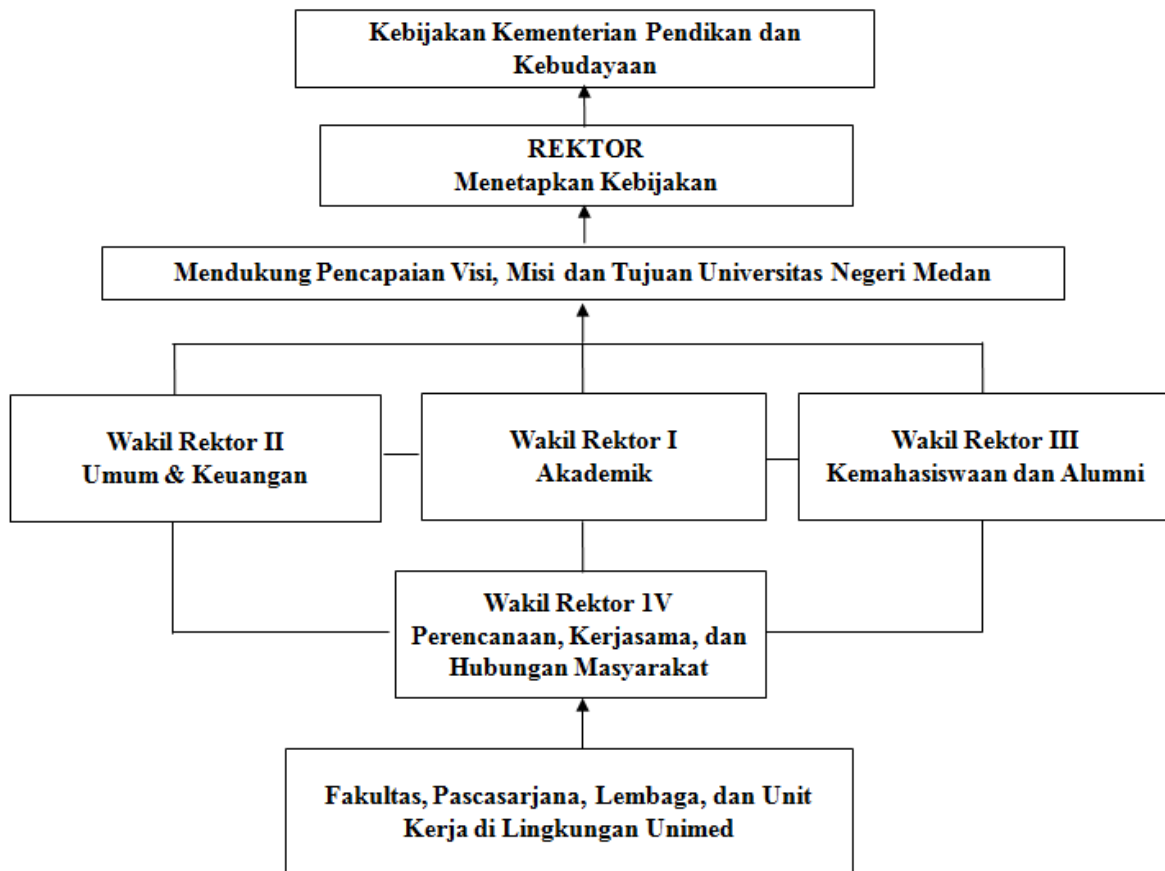 Kebijakan Kementerian Pendikan dan
Kebudayaan
REKTOR
Menetapkan Kebijakan
Mendukung Pencapaian Visi, Misi dan Tujuan Universitas Negeri Medan
Wakil Rektor II
Umum & Keuangan
Wakil Rektor I
Akademik
Wakil Rektor III
Kemahasiswaan dan Alumni
Wakil Rektor 1V
Perencanaan, Kerjasama, dan
Hubungan Masyarakat
Fakultas, Pascasarjana, Lembaga, dan Unit
Kerja di Lingkungan Unimed